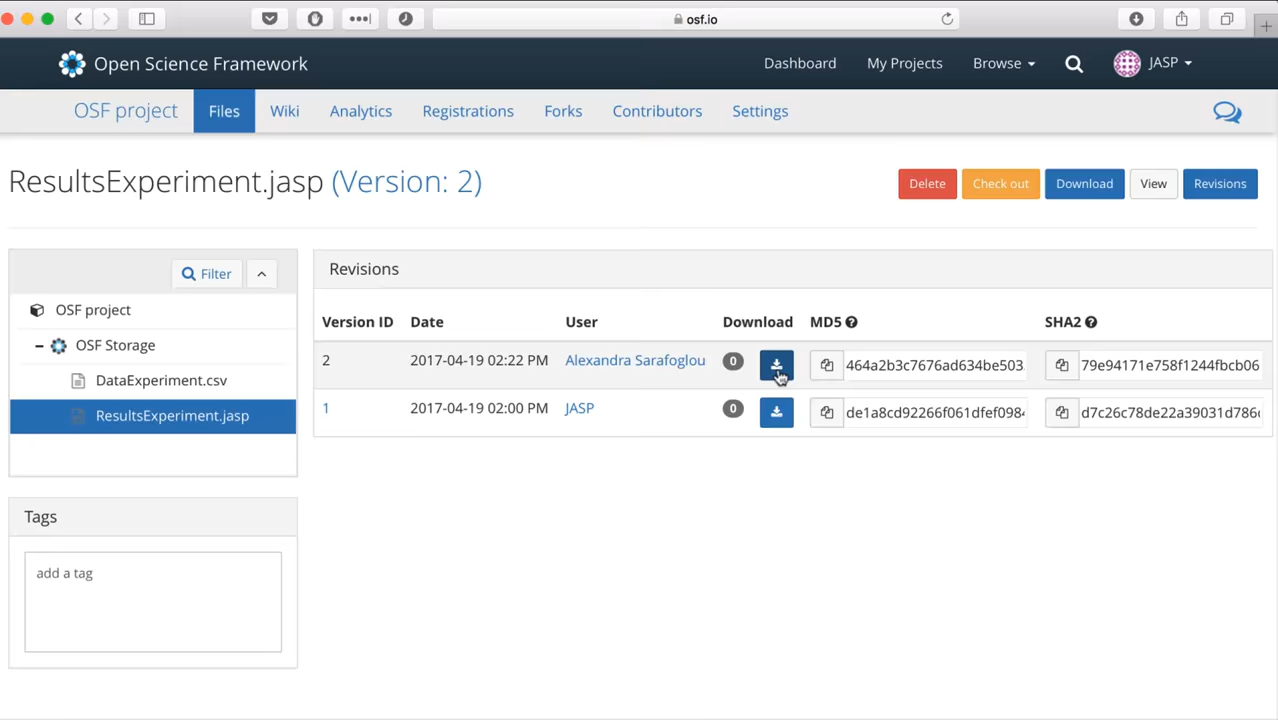 osf.io
Open Science Framework
Dashboard My Projects Browse JASP
OSF project Files Wiki Analytics Registrations Forks Contributors Settings
ResultsExperiment.jasp (Version: 2)
Delete Check out Download View Revisions
Filter
OSF project
OSF Storage
DataExperiment.csv
ResultsExperiment.jasp
Revisions
Version ID Date User Download MD5 SHA2
2 2017-04-19 02:22 PM Alexandra Sarafoglou 0 464a2b3c7676ad634be503 79e94171e758f1244fbcb06
1 2017-04-19 02:00 PM JASP 0 de1a8cd92266f061dfef098 d7c26c78de22a39031d786
Tags
add a tag